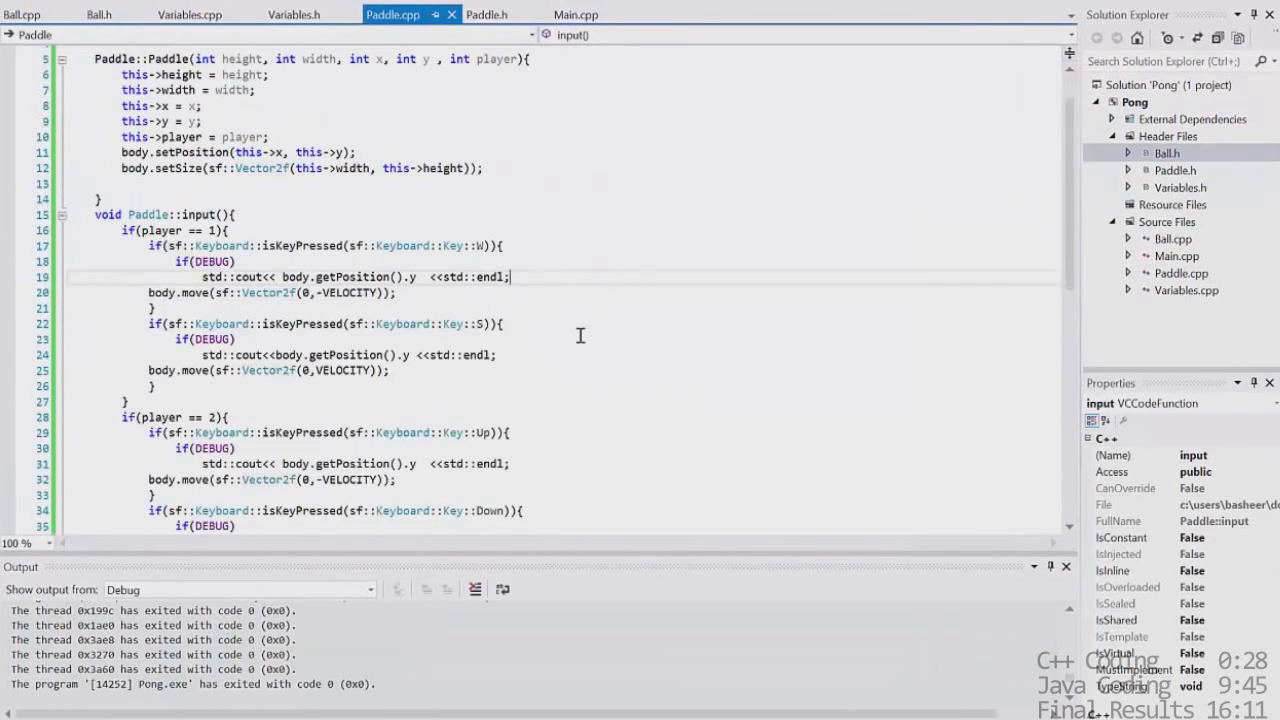 Ball.cpp Ball.h Variables.cpp Variables.h Paddle.cpp Paddle.h Main.cpp
Paddle input()
5 Paddle::Paddle(int height, int width, int x, int y , int player){
6 this->height = height;
7 this->width = width;
8 this->x = x;
9 this->y = y;
10 this->player = player;
11 body.setPosition(this->x, this->y);
12 body.setSize(sf::Vector2f(this->width, this->height));
13
14 }
15 void Paddle::input(){
16 if(player == 1){
17 if(sf::Keyboard::isKeyPressed(sf::Keyboard::Key::W)){
18 if(DEBUG)
19 std::cout<< body.getPosition().y  <<std::endl;
20 body.move(sf::Vector2f(0,-VELOCITY));
21 }
22 if(sf::Keyboard::isKeyPressed(sf::Keyboard::Key::S)){
23 if(DEBUG)
24 std::cout<<body.getPosition().y <<std::endl;
25 body.move(sf::Vector2f(0,VELOCITY));
26 }
27 }
28 if(player == 2){
29 if(sf::Keyboard::isKeyPressed(sf::Keyboard::Key::Up)){
30 if(DEBUG)
31 std::cout<< body.getPosition().y  <<std::endl;
32 body.move(sf::Vector2f(0,-VELOCITY));
33 }
34 if(sf::Keyboard::isKeyPressed(sf::Keyboard::Key::Down)){
35 if(DEBUG)
100 %
Output
Show output from: Debug
The thread 0x199c has exited with code 0 (0x0).
The thread 0x1ae0 has exited with code 0 (0x0).
The thread 0x3ae8 has exited with code 0 (0x0).
The thread 0x3270 has exited with code 0 (0x0).
The thread 0x3a60 has exited with code 0 (0x0).
The program '[14252] Pong.exe' has exited with code 0 (0x0).
Solution Explorer
Search Solution Explorer (Ctrl+;)
Solution 'Pong' (1 project)
Pong
External Dependencies
Header Files
Ball.h
Paddle.h
Variables.h
Resource Files
Source Files
Ball.cpp
Main.cpp
Paddle.cpp
Variables.cpp
Properties
input VCCodeFunction
C++
(Name) input
Access public
CanOverride False
File c:\users\basheer\do
FullName Paddle::input
IsConstant False
IsInjected False
IsInline False
IsOverloaded False
IsSealed False
IsShared False
IsTemplate False
IsVirtual False
MustImplement False
TypeString void
C++
C++ Coding 0:28
Java Coding 9:45
Final Results 16:11